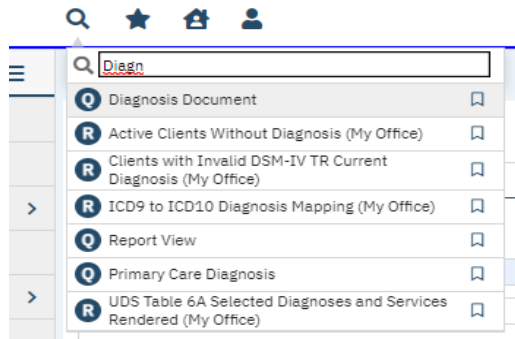 Diagn
Q Diagnosis Document
R Active Clients Without Diagnosis (My Office)
R Clients with Invalid DSM-IV TR Current
Diagnosis (My Office)
R ICD9 to ICD10 Diagnosis Mapping (My Office)
Q Report View
Q Primary Care Diagnosis
R UDS Table 6A Selected Diagnoses and Services
Rendered (My Office)